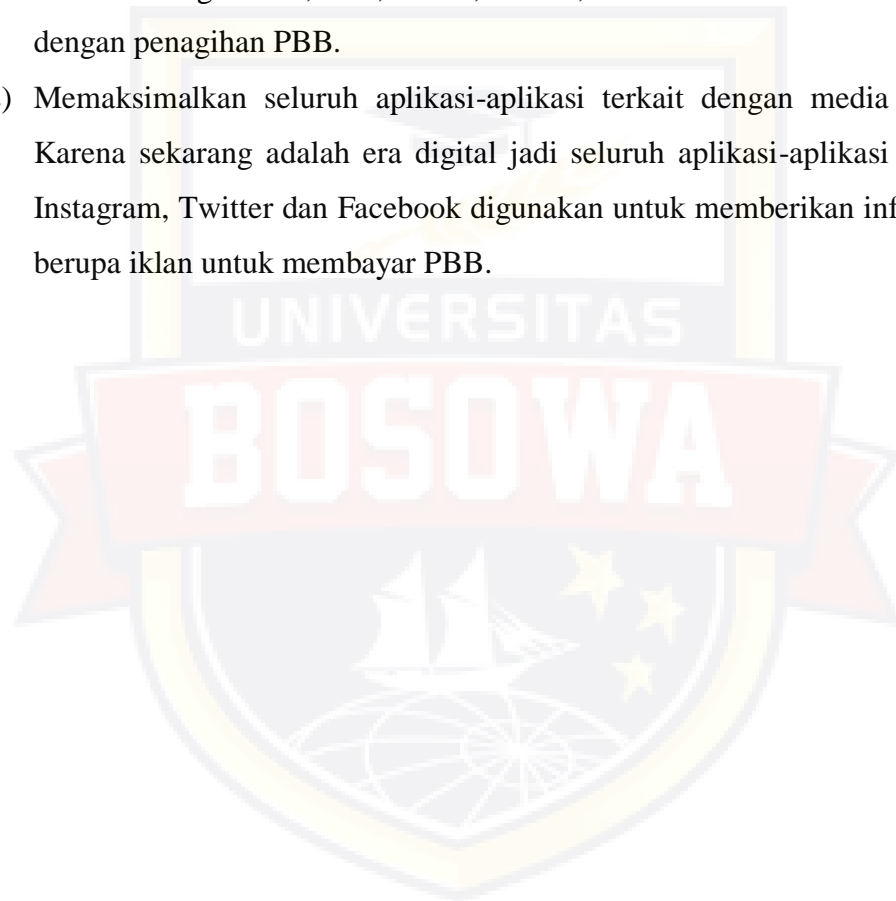 dengan penagihan PBB.
) Memaksimalkan seluruh aplikasi-aplikasi terkait dengan media
Karena sekarang adalah era digital jadi seluruh aplikasi-aplikasi
Instagram, Twitter dan Facebook digunakan untuk memberikan inf
berupa iklan untuk membayar PBB.
UNIVERSITAS
BOSOWA